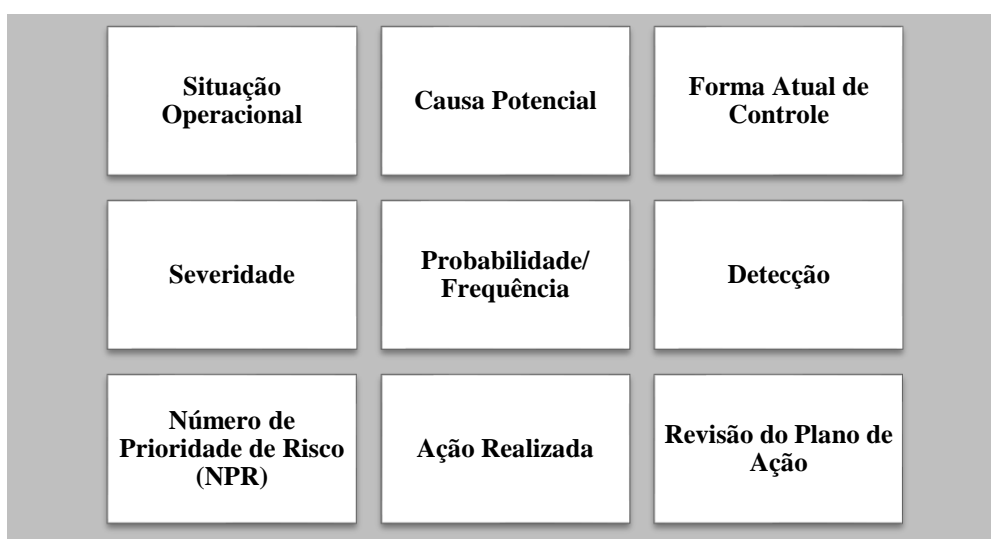 Situação
Operacional
Causa Potencial
Forma Atual de
Controle
Severidade
Probabilidade/
Frequência
Detecção
Número de
Prioridade de Risco
(NPR)
Ação Realizada
Revisão do Plano de
Ação